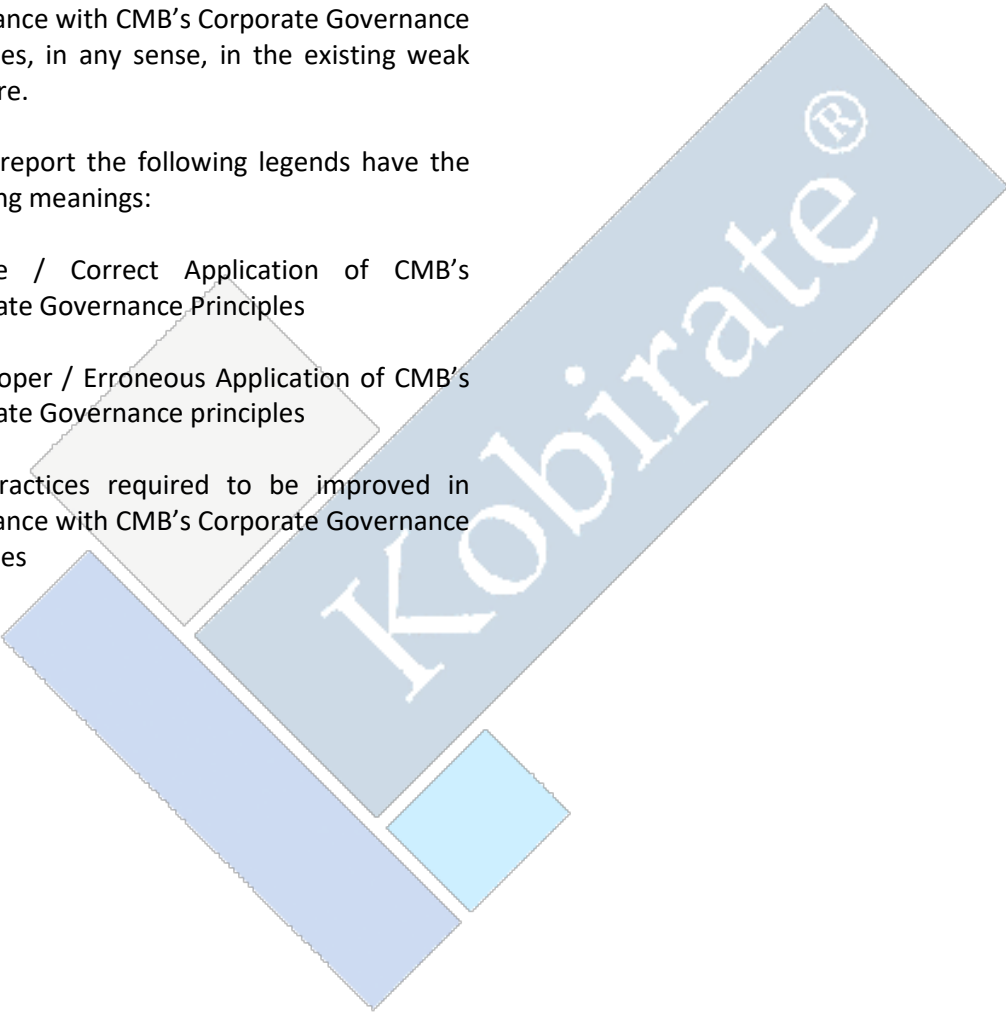 ance with CMB’s Corporate Governance
es, in any sense, in the existing weak
re.
report the following legends have the
ng meanings:
e / Correct Application of CMB’s
ate Governance Principles
oper / Erroneous Application of CMB’s
ate Governance principles
ractices required to be improved in
ance with CMB’s Corporate Governance
es
Kobirate ®